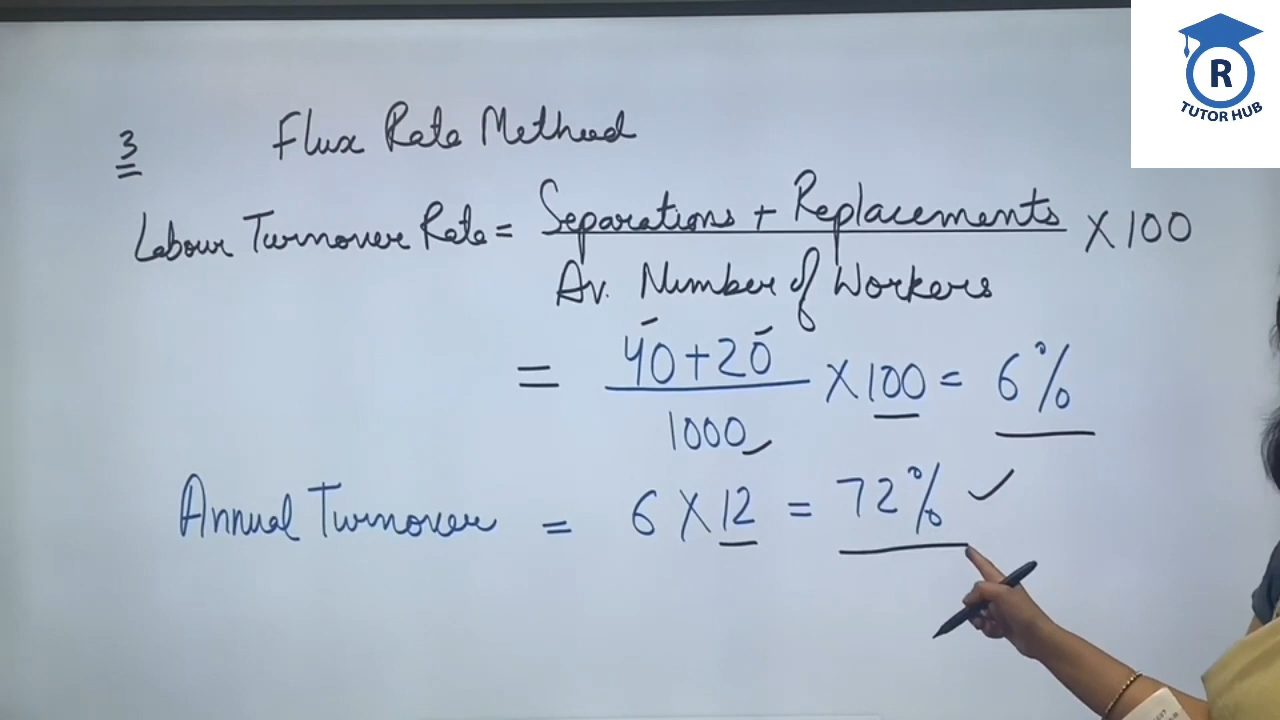 R
TUTOR HUB
3 Flux Rate Method
Labour Turnover Rate = Separations + Replacements / Av. Number of Workers X 100
= 40+20 / 1000 X 100 = 6%
Annual Turnover = 6 X 12 = 72% ✓